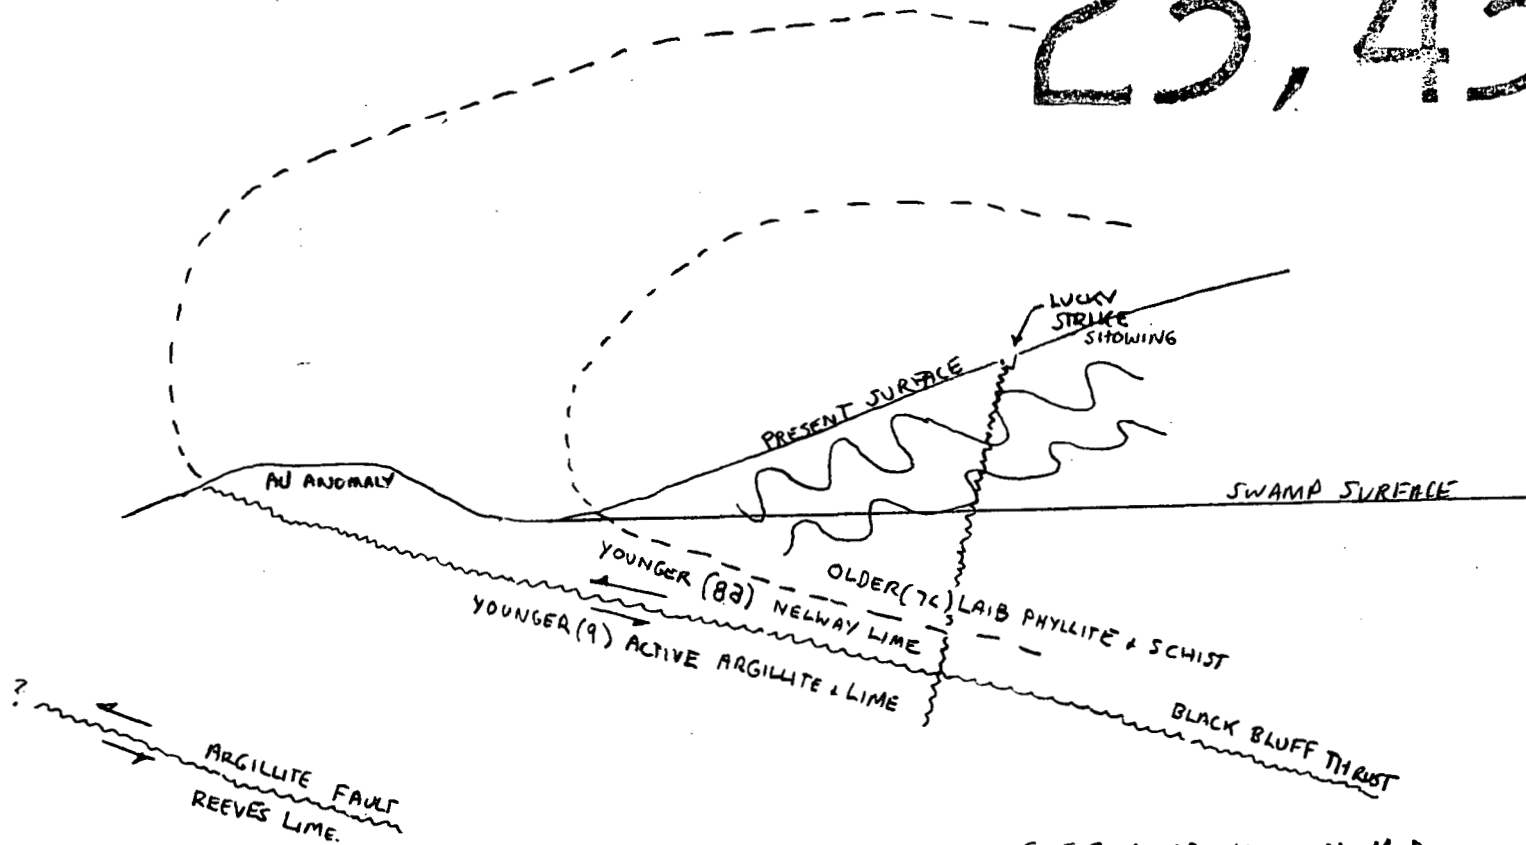 25,43
LUCKY
STRIKE
SHOWING
PRESENT SURFACE
AU ANOMALY
SWAMP SURFACE
YOUNGER (8a) NELWAY LIME
OLDER (7c) LAIB PHYLLITE & SCHIST
YOUNGER (9) ACTIVE ARGILLITE & LIME
BLACK BLUFF THRUST
?
ARGILLITE FAULT
REEVES LIME.